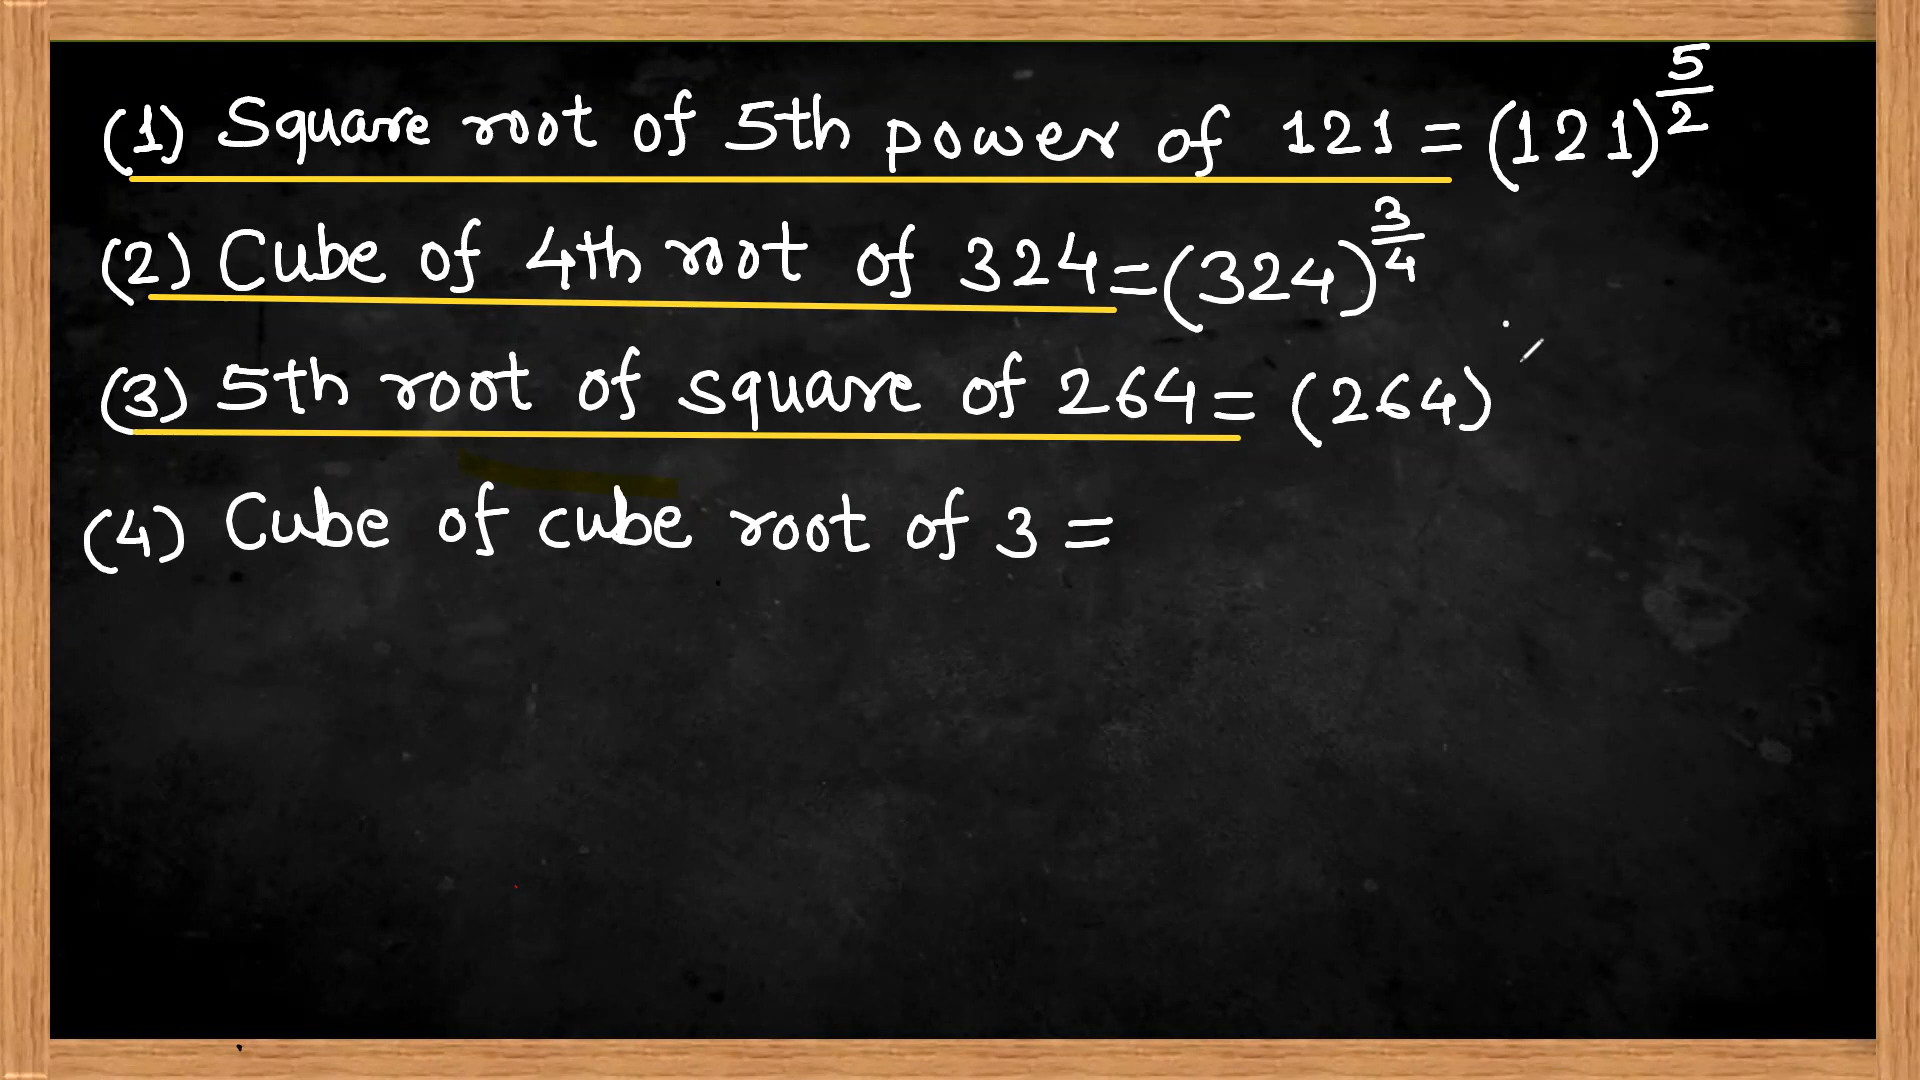 (1) Square root of 5th power of 121 = (121)^(5/2)
(2) Cube of 4th root of 324 = (324)^(3/4)
(3) 5th root of square of 264 = (264)
(4) Cube of cube root of 3 =